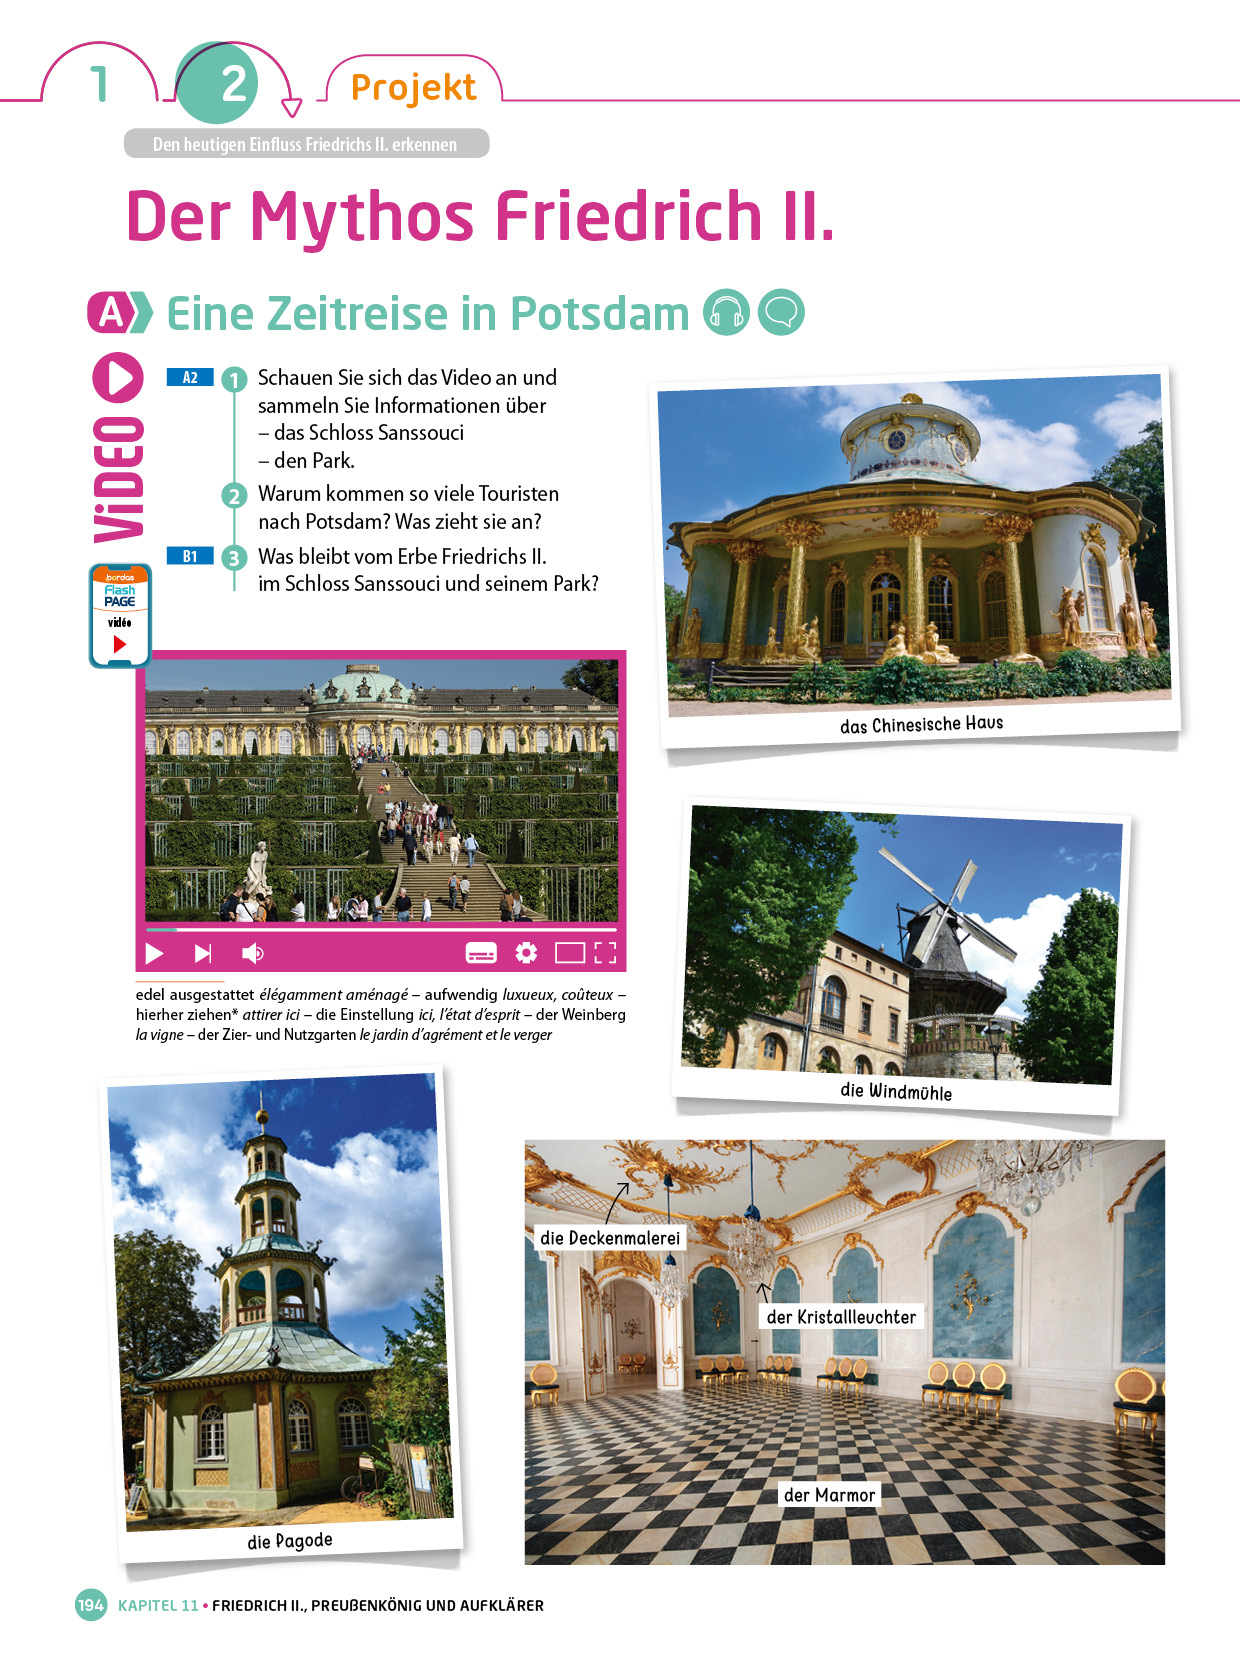 1
2
Projekt
Den heutigen Einfluss Friedrichs II. erkennen
Der Mythos Friedrich II.
A
Eine Zeitreise in Potsdam
ViDEO
A2
1
Schauen Sie sich das Video an und
sammeln Sie Informationen über
– das Schloss Sanssouci
– den Park.
2
Warum kommen so viele Touristen
nach Potsdam? Was zieht sie an?
B1
3
Was bleibt vom Erbe Friedrichs II.
im Schloss Sanssouci und seinem Park?
bordas
Flash
PAGE
vidéo
edel ausgestattet élégamment aménagé – aufwendig luxueux, coûteux –
hierher ziehen* attirer ici – die Einstellung ici, l'état d'esprit – der Weinberg
la vigne – der Zier- und Nutzgarten le jardin d'agrément et le verger
das Chinesische Haus
die Windmühle
die Pagode
die Deckenmalerei
der Kristallleuchter
der Marmor
194 KAPITEL 11 • FRIEDRICH II., PREUẞENKÖNIG UND AUFKLÄRER